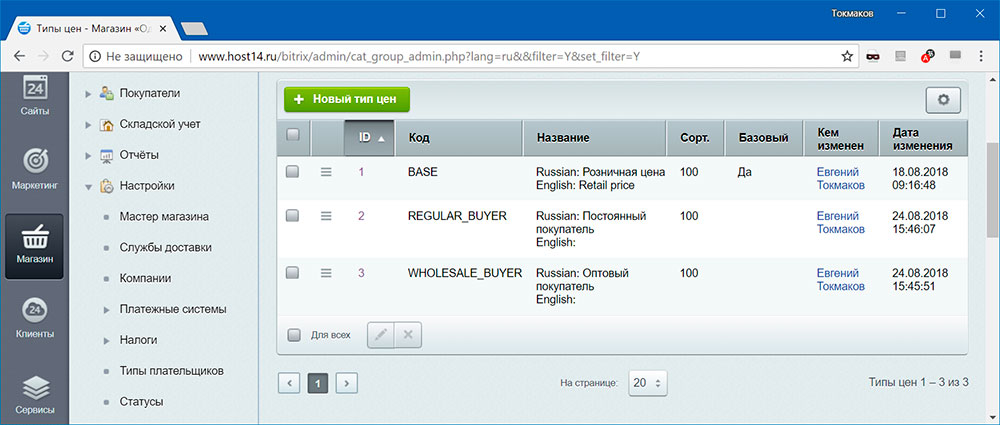 Токмаков
Типы цен - Магазин «Од
Не защищено www.host14.ru/bitrix/admin/cat_group_admin.php?lang=ru&&filter=Y&set_filter=Y
24
Сайты
Маркетинг
Магазин
24
Клиенты
Сервисы
Покупатели
Складской учет
Отчёты
Настройки
Мастер магазина
Службы доставки
Компании
Платежные системы
Налоги
Типы плательщиков
Статусы
+ Новый тип цен
ID Код Название Сорт. Базовый Кем изменен Дата изменения
1 BASE Russian: Розничная цена 100 Да Евгений 18.08.2018
English: Retail price Токмаков 09:16:48
2 REGULAR_BUYER Russian: Постоянный 100 Евгений 24.08.2018
покупатель Токмаков 15:46:07
English:
3 WHOLESALE_BUYER Russian: Оптовый 100 Евгений 24.08.2018
покупатель Токмаков 15:45:51
English:
Для всех
1 На странице: 20 Типы цен 1 – 3 из 3